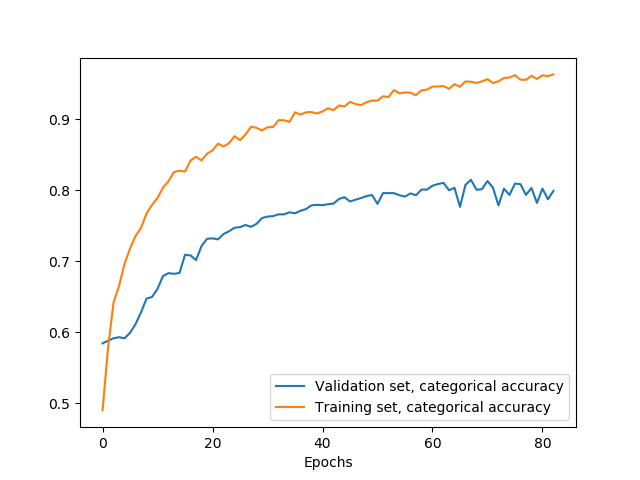 0.9
0.8
0.7
0.6
0.5
0 20 40 60 80
Epochs
Validation set, categorical accuracy
Training set, categorical accuracy